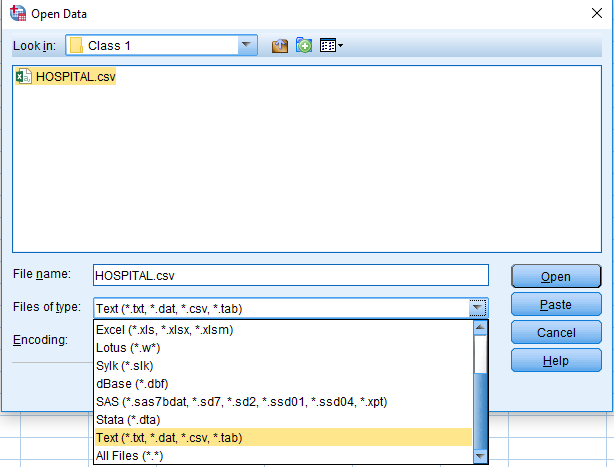 Open Data
Look in: Class 1
HOSPITAL.csv
File name: HOSPITAL.csv Open
Files of type: Text (*.txt, *.dat, *.csv, *.tab) Paste
Encoding: Cancel
Help
Excel (*.xls, *.xlsx, *.xlsm)
Lotus (*.w*)
Sylk (*.slk)
dBase (*.dbf)
SAS (*.sas7bdat, *.sd7, *.sd2, *.ssd01, *.ssd04, *.xpt)
Stata (*.dta)
Text (*.txt, *.dat, *.csv, *.tab)
All Files (*.*)